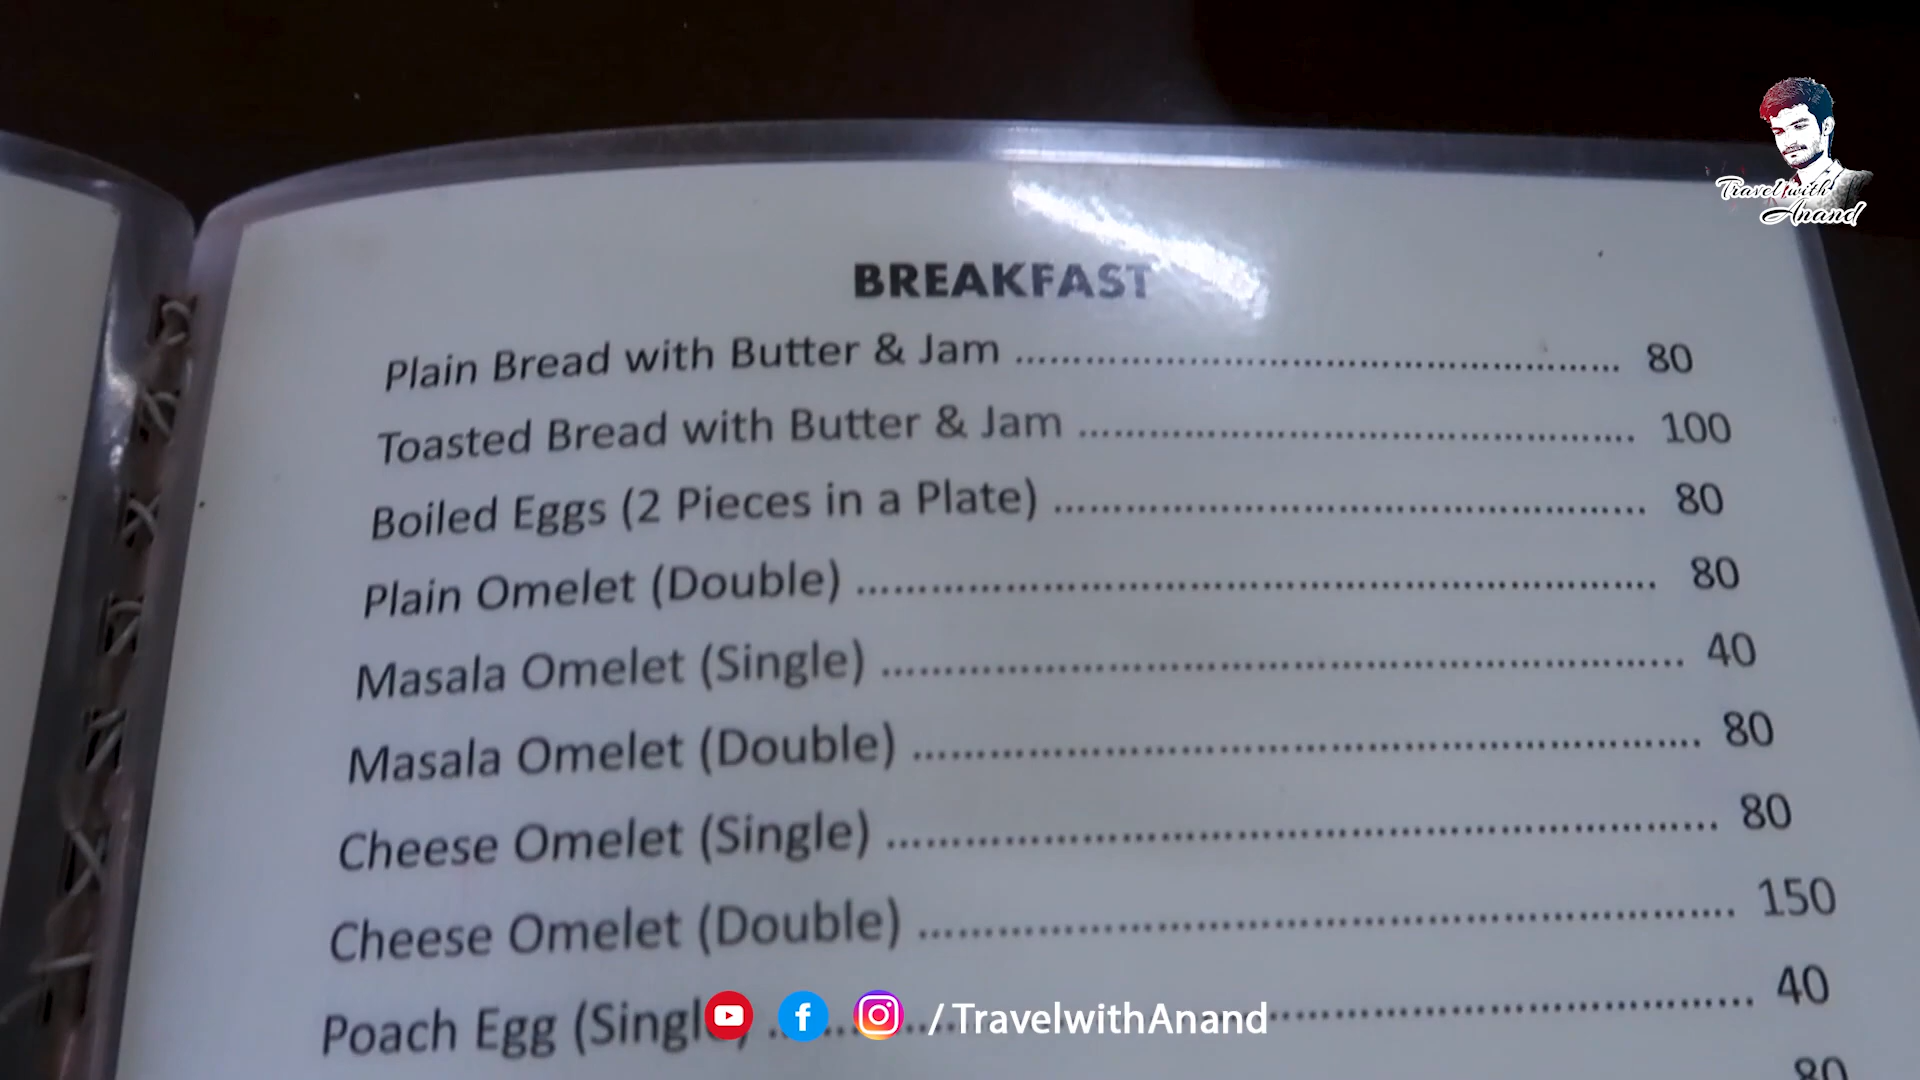 Travel with
Anand
BREAKFAST
Plain Bread with Butter & Jam ........................................................ 80
Toasted Bread with Butter & Jam .................................................. 100
Boiled Eggs (2 Pieces in a Plate) ..................................................... 80
Plain Omelet (Double) .................................................................... 80
Masala Omelet (Single) .................................................................. 40
Masala Omelet (Double) ................................................................ 80
Cheese Omelet (Single) .................................................................. 80
Cheese Omelet (Double) ................................................................ 150
Poach Egg (Single) .......................................................................... 40
/TravelwithAnand
80